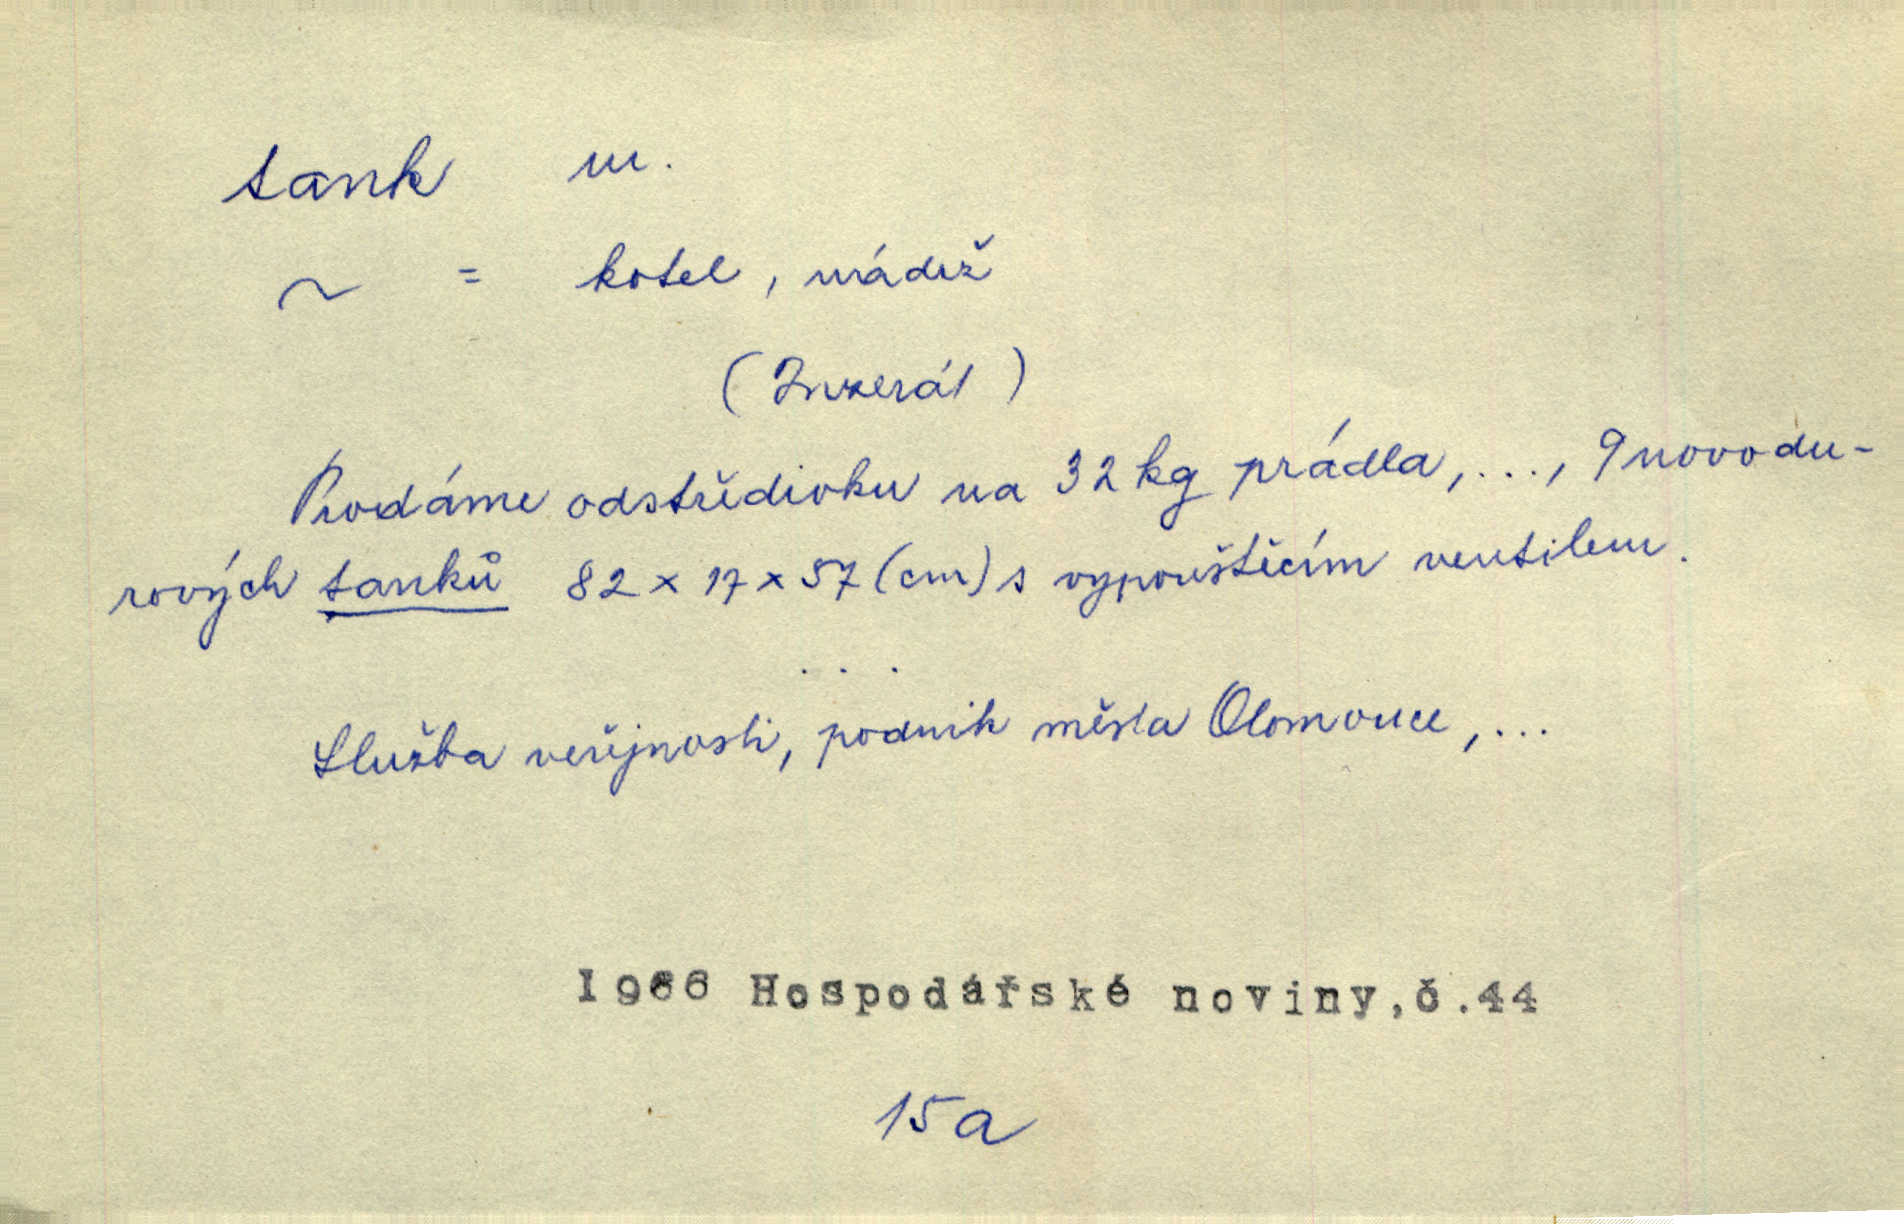 tank m.
~ = kotel, nádrž
(Inzerát)
Prodáme odstředivku na 32 kg prádla, ..., 9 novodu-
rových tanků 82 x 17 x 57 (cm) s vypouštěcím ventilem.
...
Služba veřejnosti, podnik města Olomouce, ...
1966 Hospodářské noviny,č.44
15a